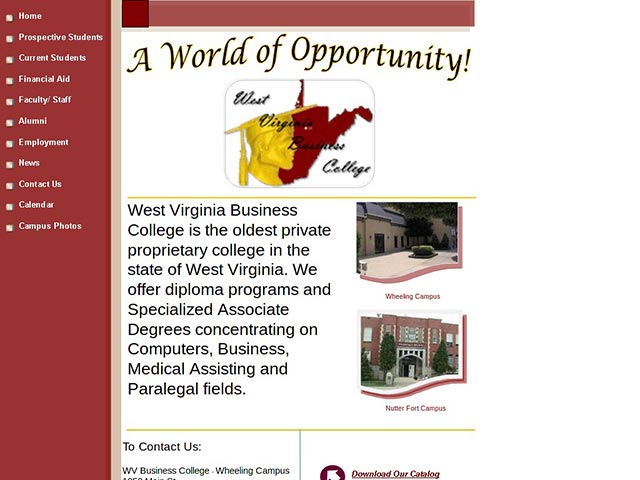 Home
Prospective Students
Current Students
Financial Aid
Faculty/ Staff
Alumni
Employment
News
Contact Us
Calendar
Campus Photos
A World of Opportunity!
West
Virginia
Business
College
West Virginia Business
College is the oldest private
proprietary college in the
state of West Virginia. We
offer diploma programs and
Specialized Associate
Degrees concentrating on
Computers, Business,
Medical Assisting and
Paralegal fields.
Wheeling Campus
Nutter Fort Campus
To Contact Us:
WV Business College - Wheeling Campus
Download Our Catalog